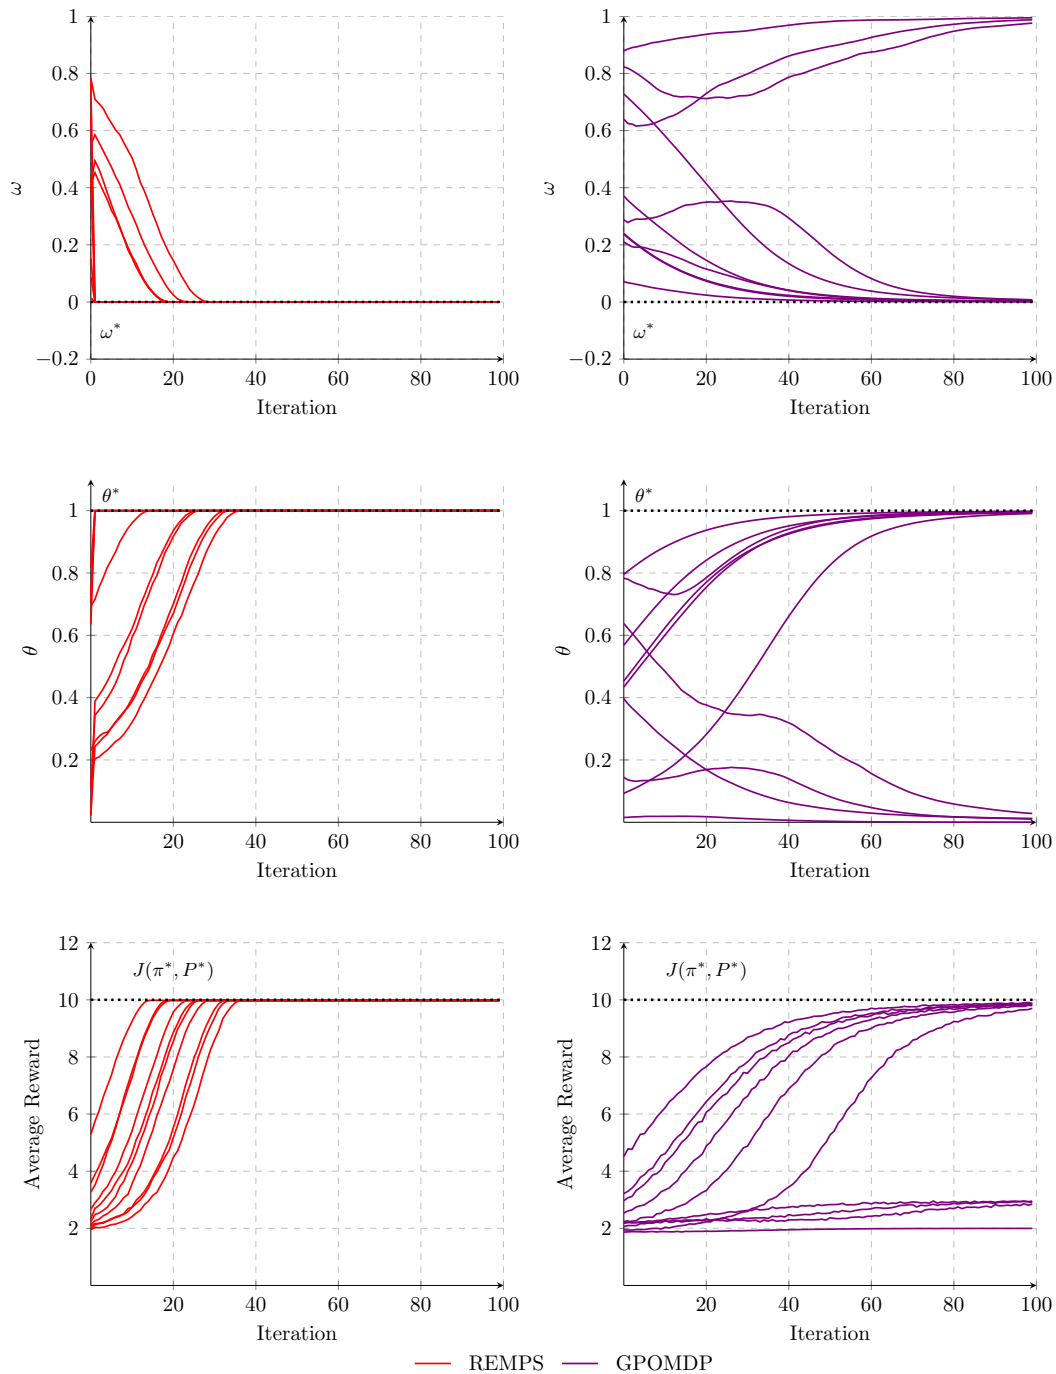 1
0.8
0.6
0.4
0.2
0
−0.2
ω
ω*
0 20 40 60 80 100
Iteration
1
0.8
0.6
0.4
0.2
0
−0.2
ω
ω*
0 20 40 60 80 100
Iteration
θ*
1
0.8
0.6
0.4
0.2
θ
20 40 60 80 100
Iteration
θ*
1
0.8
0.6
0.4
0.2
θ
20 40 60 80 100
Iteration
12
J(π*, P*)
10
8
6
4
2
Average Reward
20 40 60 80 100
Iteration
12
J(π*, P*)
10
8
6
4
2
Average Reward
20 40 60 80 100
Iteration
REMPS GPOMDP